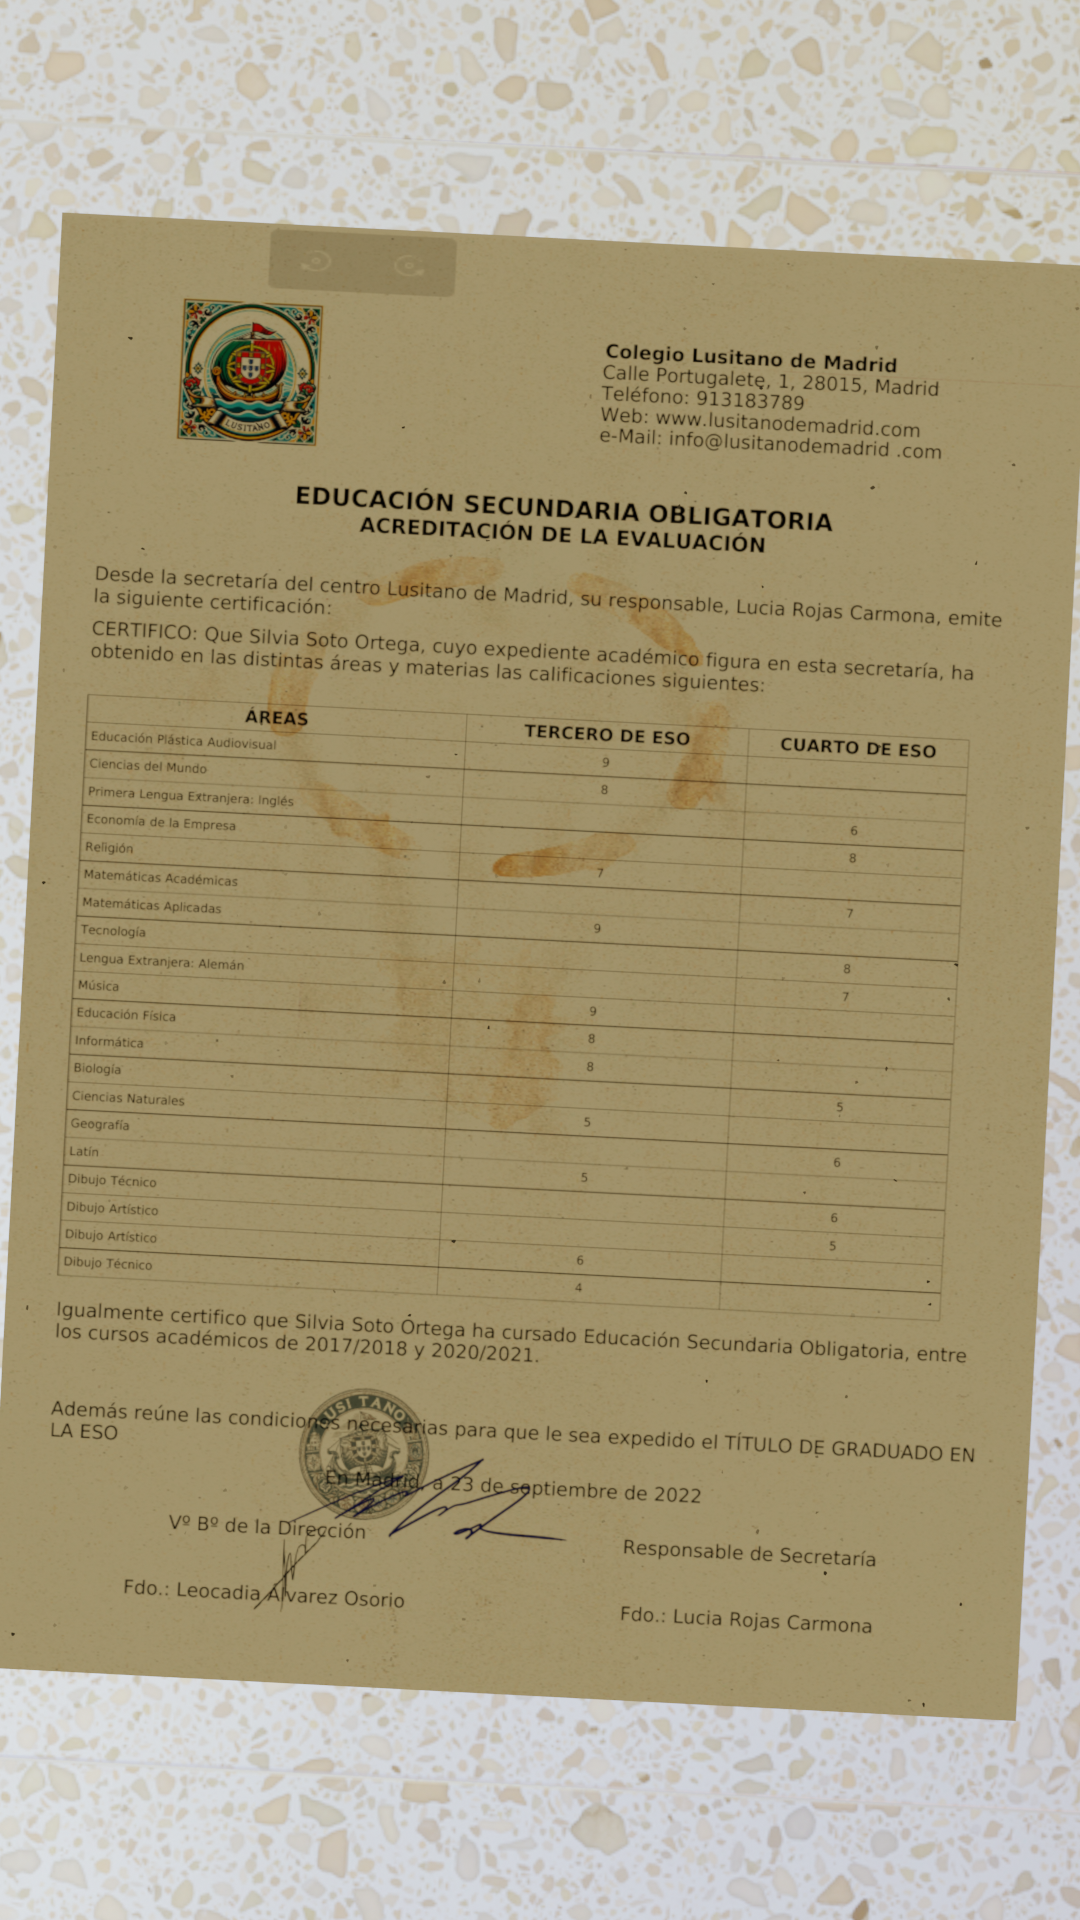 LUSITANO
Colegio Lusitano de Madrid
Calle Portugalete, 1, 28015, Madrid
Teléfono: 913183789
Web: www.lusitanodemadrid.com
e-Mail: info@lusitanodemadrid .com
EDUCACIÓN SECUNDARIA OBLIGATORIA
ACREDITACIÓN DE LA EVALUACIÓN
Desde la secretaría del centro Lusitano de Madrid, su responsable, Lucia Rojas Carmona, emite
la siguiente certificación:
CERTIFICO: Que Silvia Soto Ortega, cuyo expediente académico figura en esta secretaría, ha
obtenido en las distintas áreas y materias las calificaciones siguientes:
ÁREAS TERCERO DE ESO CUARTO DE ESO
Educación Plástica Audiovisual 9
Ciencias del Mundo 8
Primera Lengua Extranjera: Inglés 6
Economía de la Empresa 8
Religión 7
Matemáticas Académicas 7
Matemáticas Aplicadas 9
Tecnología 8
Lengua Extranjera: Alemán 7
Música 9
Educación Física 8
Informática 8
Biología 5
Ciencias Naturales 5
Geografía 6
Latín 5
Dibujo Técnico 6
Dibujo Artístico 5
Dibujo Artístico 6
Dibujo Técnico 4
Igualmente certifico que Silvia Soto Ortega ha cursado Educación Secundaria Obligatoria, entre
los cursos académicos de 2017/2018 y 2020/2021.
Además reúne las condiciones necesarias para que le sea expedido el TÍTULO DE GRADUADO EN
LA ESO
LUSI TANO
En Madrid, a 23 de septiembre de 2022
Vº Bº de la Dirección
Responsable de Secretaría
Fdo.: Leocadia Alvarez Osorio
Fdo.: Lucia Rojas Carmona